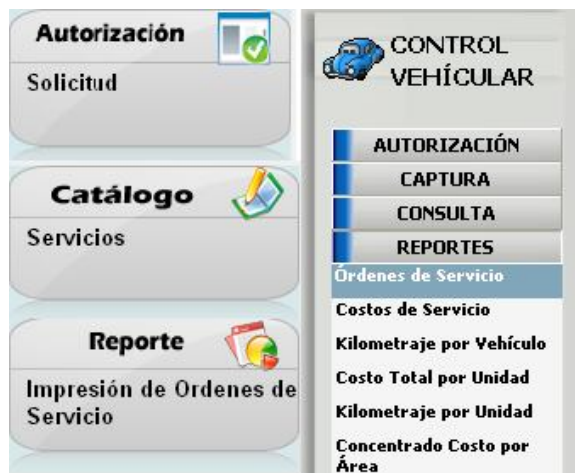 Autorización
Solicitud
Catálogo
Servicios
Reporte
Impresión de Ordenes de
Servicio
CONTROL
VEHÍCULAR
AUTORIZACIÓN
CAPTURA
CONSULTA
REPORTES
Órdenes de Servicio
Costos de Servicio
Kilometraje por Vehículo
Costo Total por Unidad
Kilometraje por Unidad
Concentrado Costo por
Área